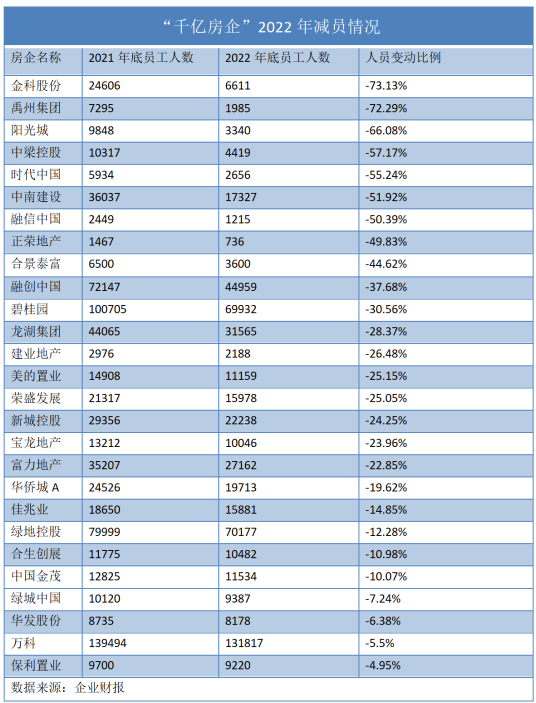 “千亿房企”2022 年减员情况
房企名称 2021 年底员工人数 2022 年底员工人数 人员变动比例
金科股份 24606 6611 -73.13%
禹州集团 7295 1985 -72.29%
阳光城 9848 3340 -66.08%
中梁控股 10317 4419 -57.17%
时代中国 5934 2656 -55.24%
中南建设 36037 17327 -51.92%
融信中国 2449 1215 -50.39%
正荣地产 1467 736 -49.83%
合景泰富 6500 3600 -44.62%
融创中国 72147 44959 -37.68%
碧桂园 100705 69932 -30.56%
龙湖集团 44065 31565 -28.37%
建业地产 2976 2188 -26.48%
美的置业 14908 11159 -25.15%
荣盛发展 21317 15978 -25.05%
新城控股 29356 22238 -24.25%
宝龙地产 13212 10046 -23.96%
富力地产 35207 27162 -22.85%
华侨城 A 24526 19713 -19.62%
佳兆业 18650 15881 -14.85%
绿地控股 79999 70177 -12.28%
合生创展 11775 10482 -10.98%
中国金茂 12825 11534 -10.07%
绿城中国 10120 9387 -7.24%
华发股份 8735 8178 -6.38%
万科 139494 131817 -5.5%
保利置业 9700 9220 -4.95%
数据来源：企业财报